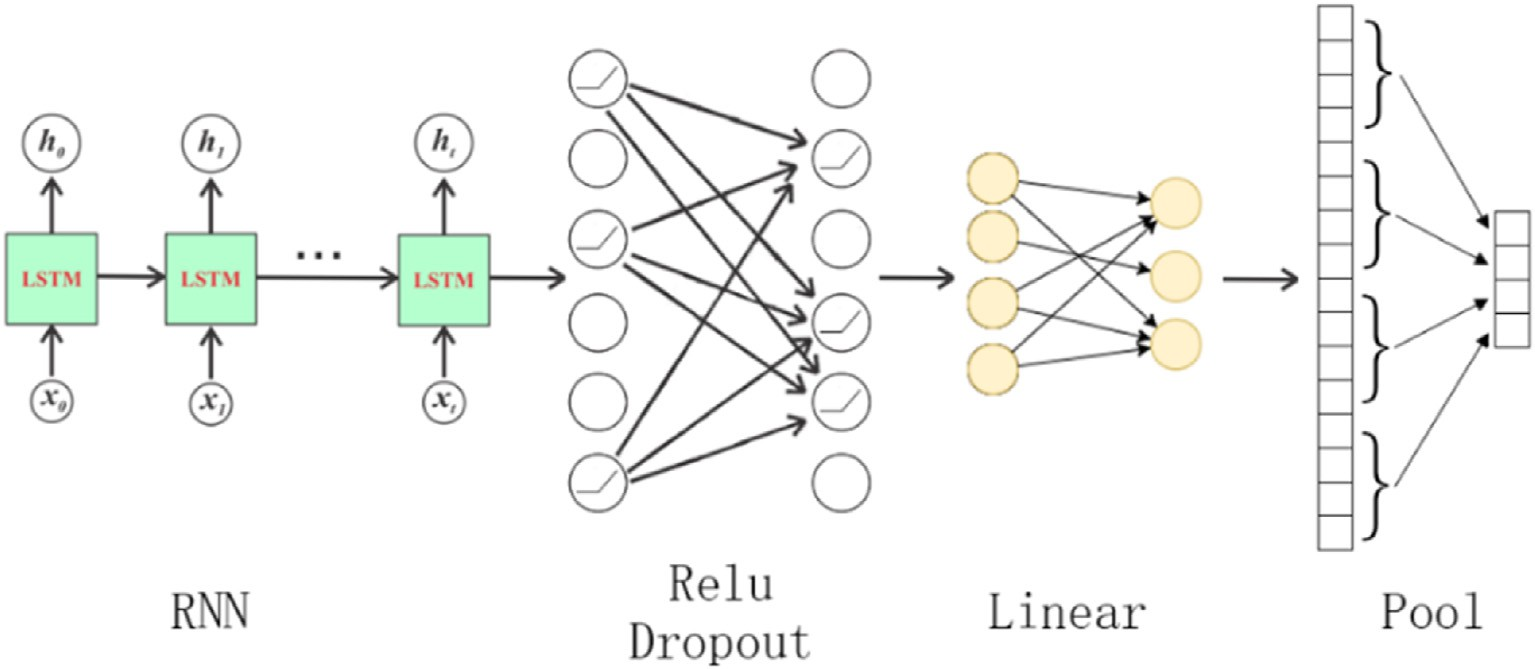 h₀ h₁ hₜ
LSTM LSTM ... LSTM
x₀ x₁ xₜ
RNN
Relu
Dropout
Linear
Pool